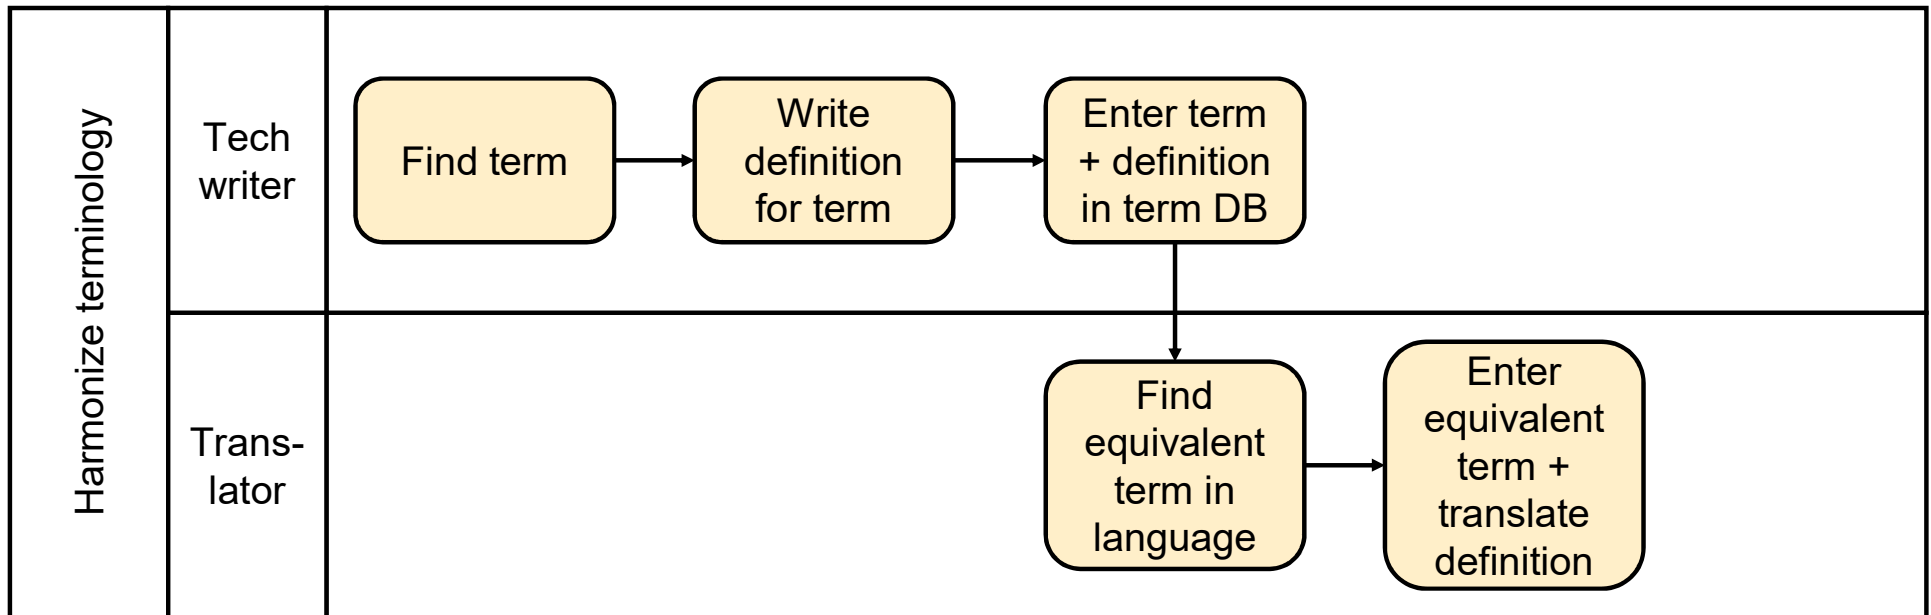 Harmonize terminology
Tech
writer
Find term
Write
definition
for term
Enter term
+ definition
in term DB
Trans-
lator
Find
equivalent
term in
language
Enter
equivalent
term +
translate
definition